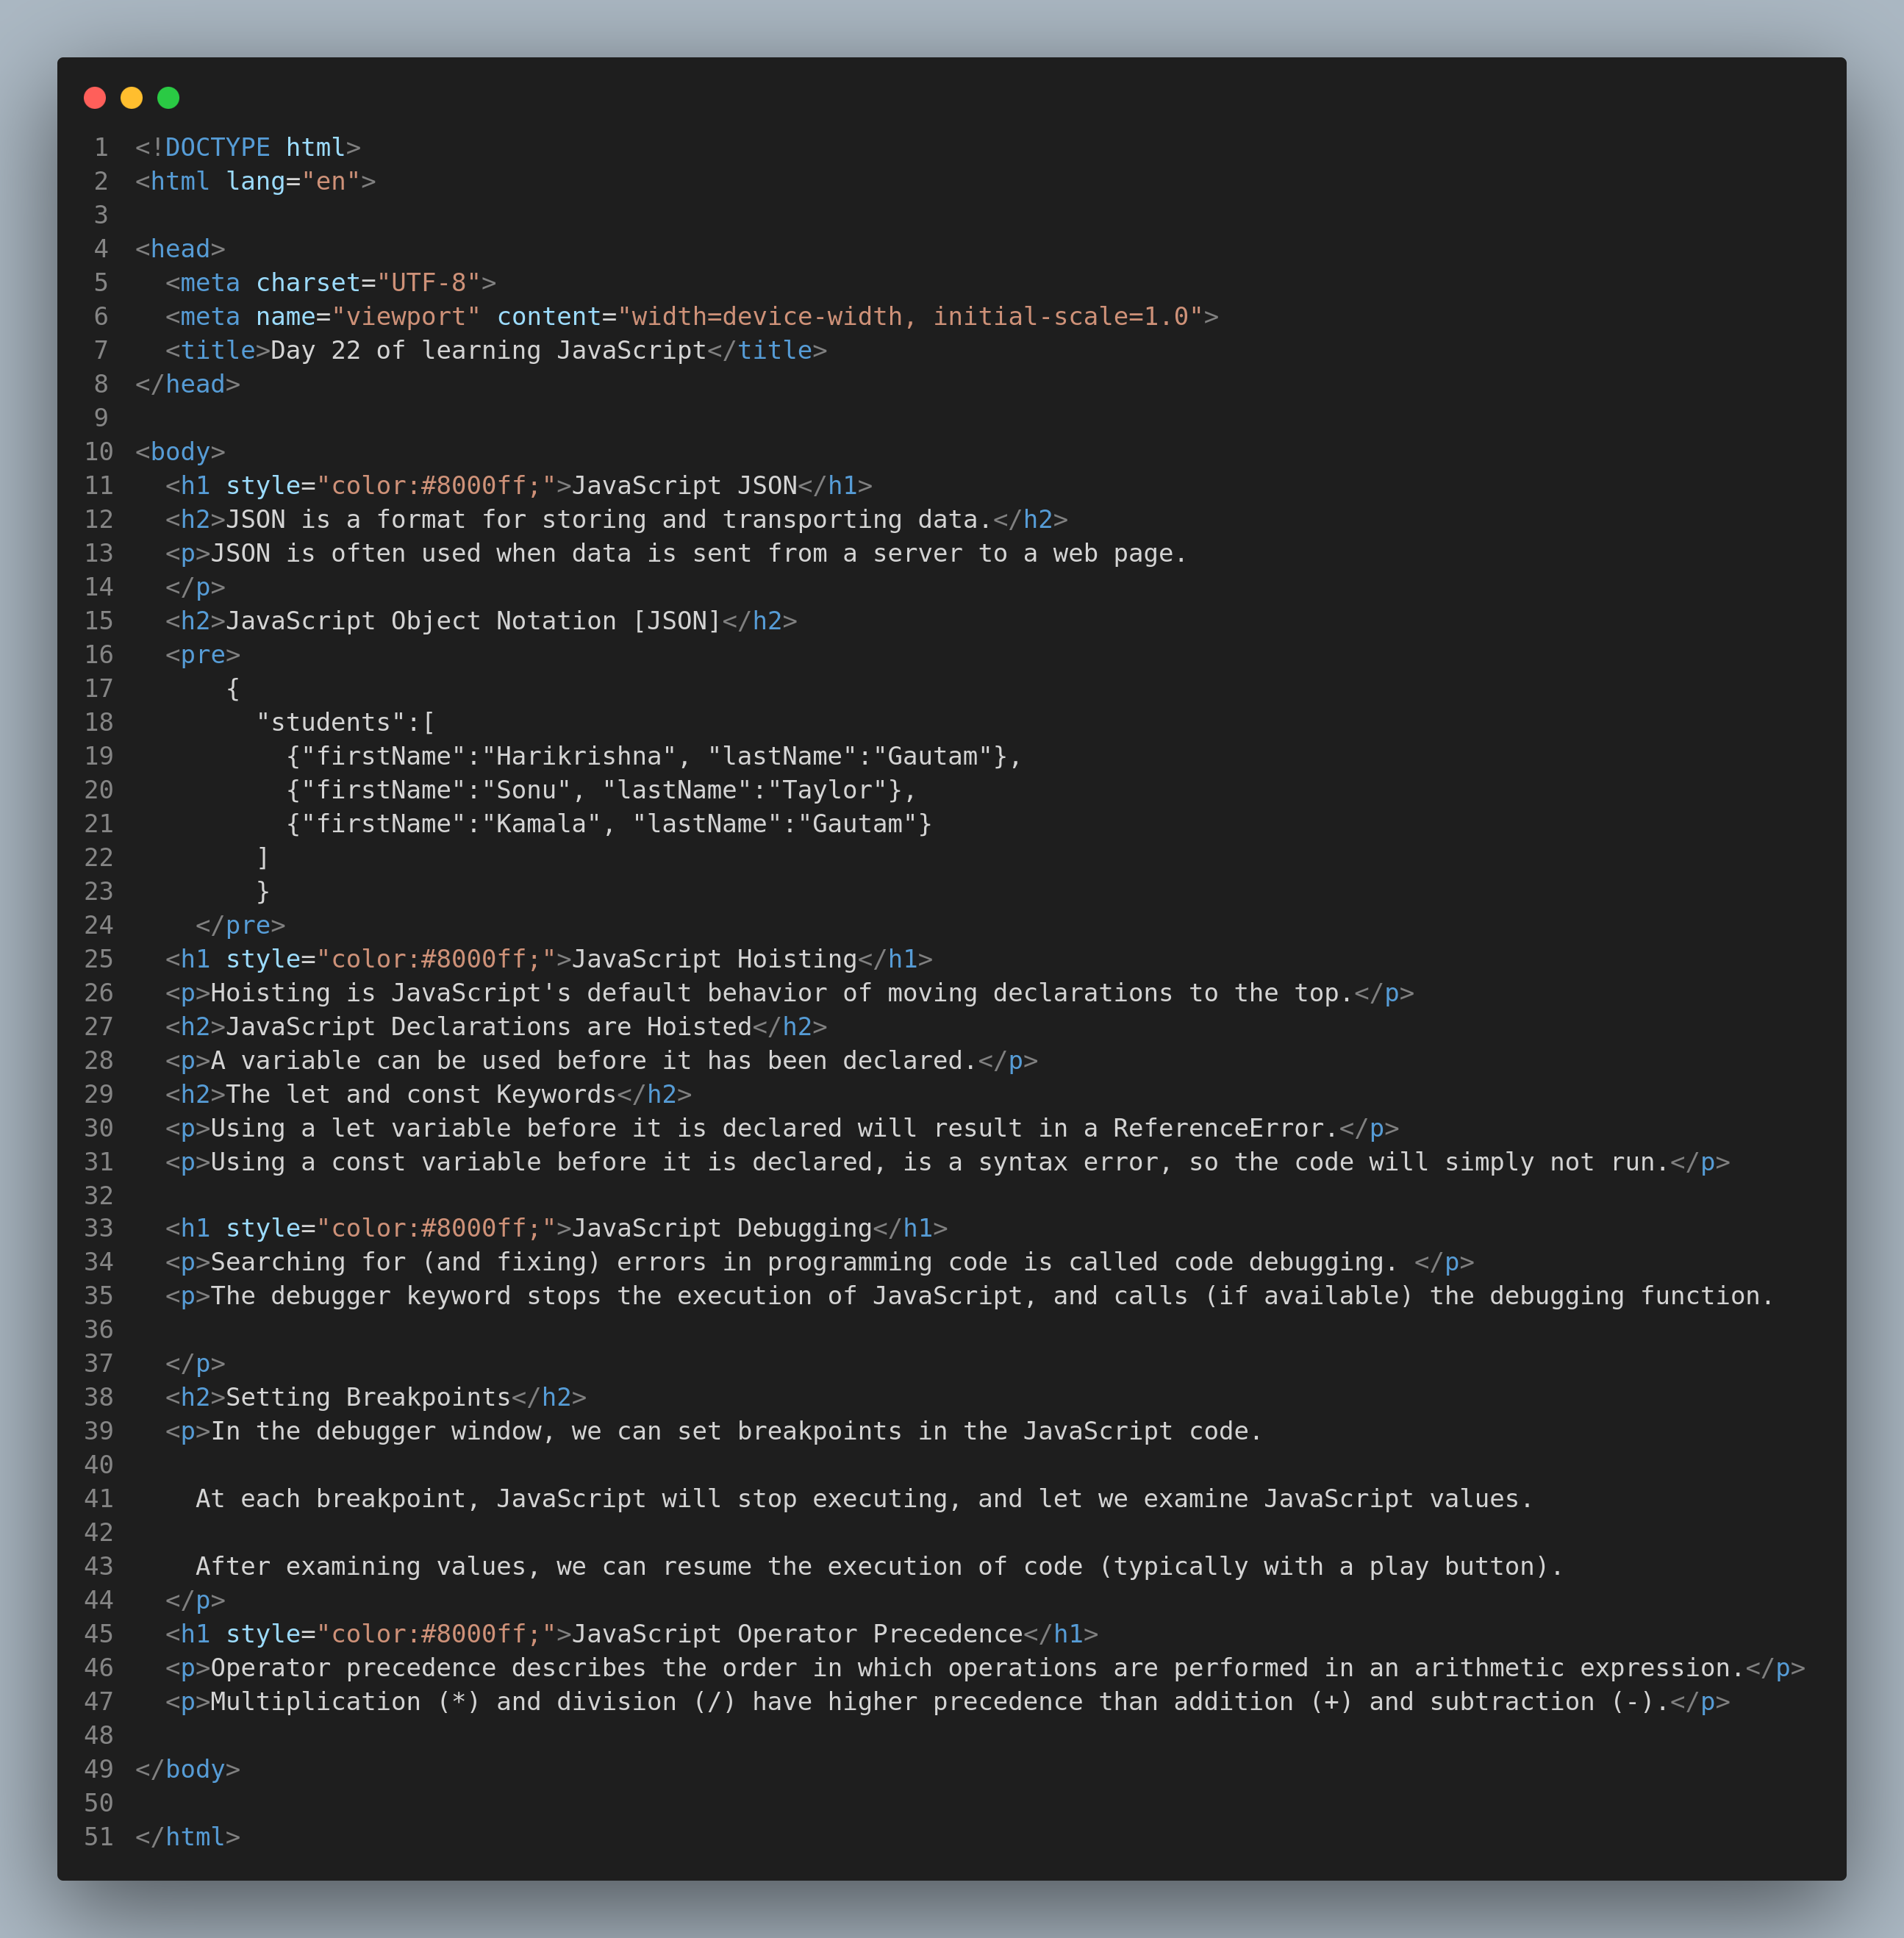 1 <!DOCTYPE html>
2 <html lang="en">
3
4 <head>
5   <meta charset="UTF-8">
6   <meta name="viewport" content="width=device-width, initial-scale=1.0">
7   <title>Day 22 of learning JavaScript</title>
8 </head>
9
10 <body>
11   <h1 style="color:#8000ff;">JavaScript JSON</h1>
12   <h2>JSON is a format for storing and transporting data.</h2>
13   <p>JSON is often used when data is sent from a server to a web page.
14   </p>
15   <h2>JavaScript Object Notation [JSON]</h2>
16   <pre>
17       {
18         "students":[
19           {"firstName":"Harikrishna", "lastName":"Gautam"},
20           {"firstName":"Sonu", "lastName":"Taylor"},
21           {"firstName":"Kamala", "lastName":"Gautam"}
22         ]
23         }
24     </pre>
25   <h1 style="color:#8000ff;">JavaScript Hoisting</h1>
26   <p>Hoisting is JavaScript's default behavior of moving declarations to the top.</p>
27   <h2>JavaScript Declarations are Hoisted</h2>
28   <p>A variable can be used before it has been declared.</p>
29   <h2>The let and const Keywords</h2>
30   <p>Using a let variable before it is declared will result in a ReferenceError.</p>
31   <p>Using a const variable before it is declared, is a syntax error, so the code will simply not run.</p>
32
33   <h1 style="color:#8000ff;">JavaScript Debugging</h1>
34   <p>Searching for (and fixing) errors in programming code is called code debugging. </p>
35   <p>The debugger keyword stops the execution of JavaScript, and calls (if available) the debugging function.
36
37   </p>
38   <h2>Setting Breakpoints</h2>
39   <p>In the debugger window, we can set breakpoints in the JavaScript code.
40
41     At each breakpoint, JavaScript will stop executing, and let we examine JavaScript values.
42
43     After examining values, we can resume the execution of code (typically with a play button).
44   </p>
45   <h1 style="color:#8000ff;">JavaScript Operator Precedence</h1>
46   <p>Operator precedence describes the order in which operations are performed in an arithmetic expression.</p>
47   <p>Multiplication (*) and division (/) have higher precedence than addition (+) and subtraction (-).</p>
48
49 </body>
50
51 </html>